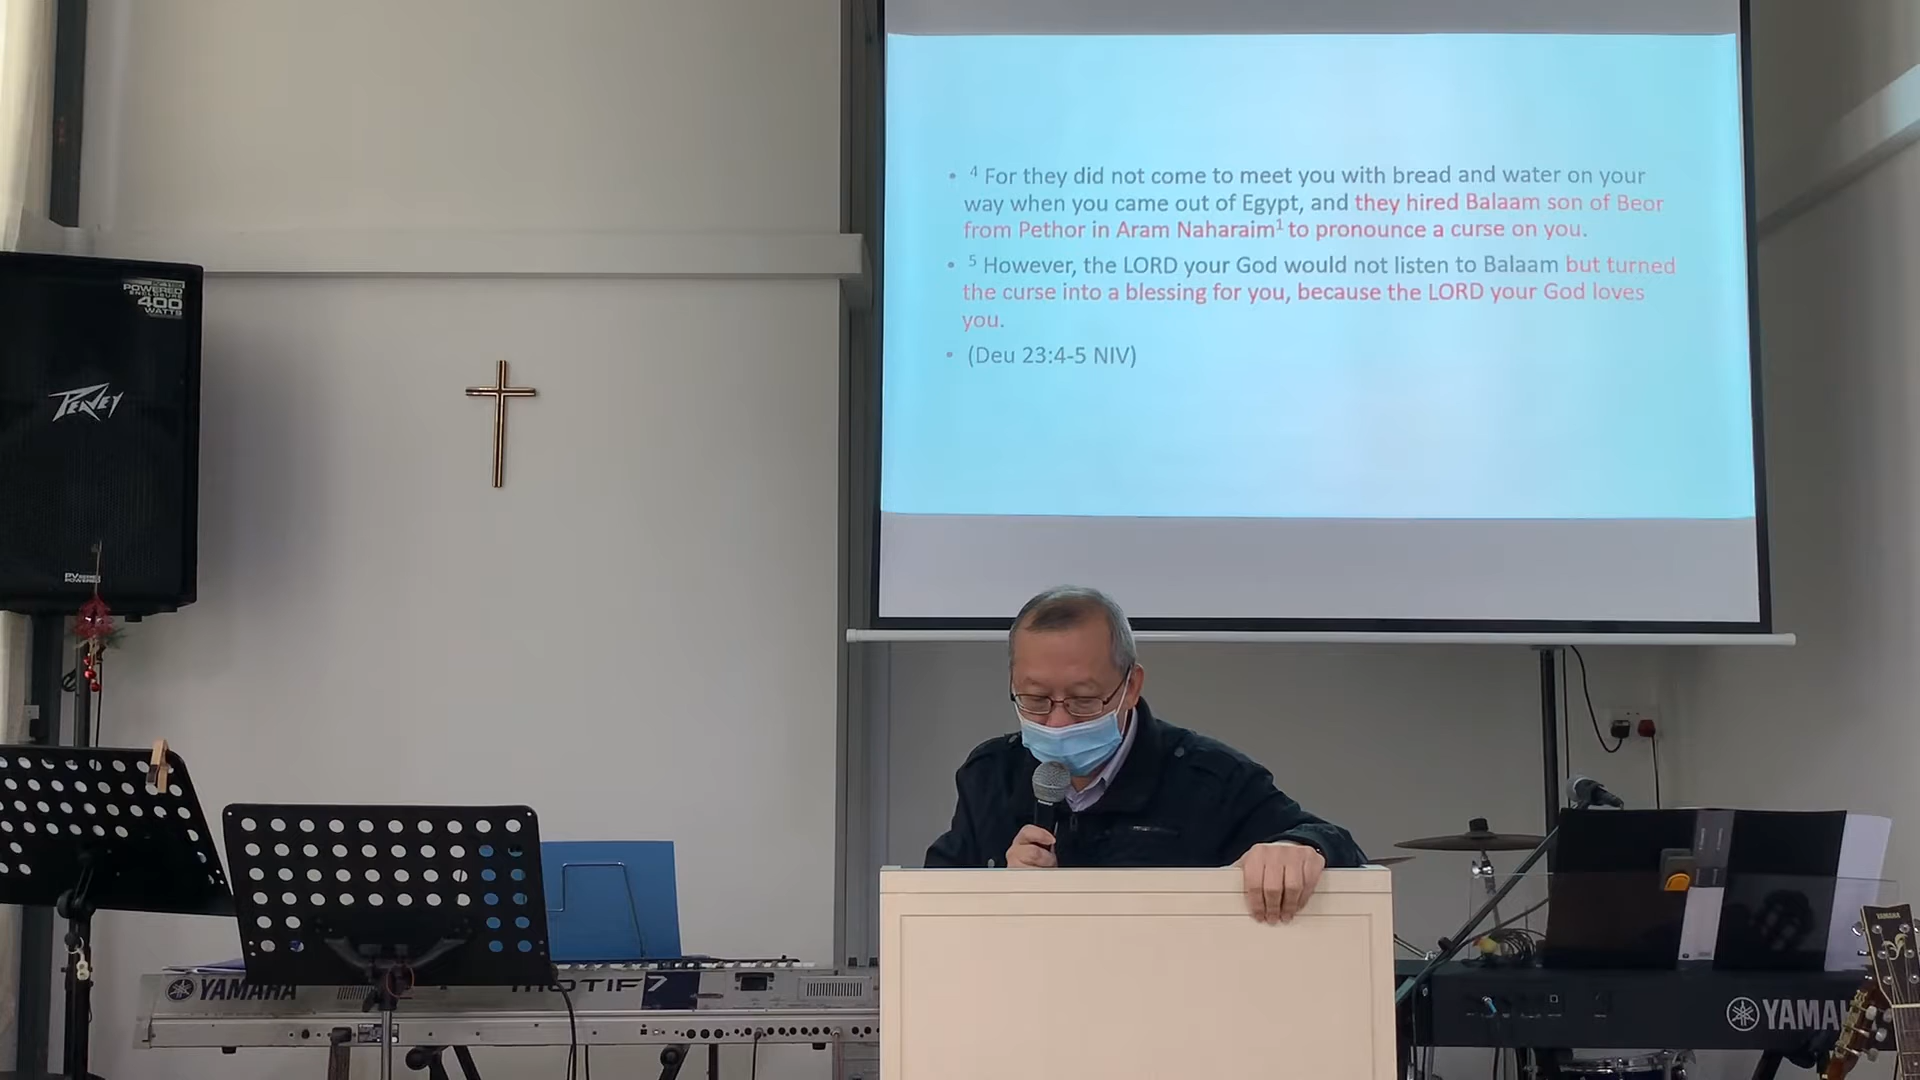 ⁴ For they did not come to meet you with bread and water on your
way when you came out of Egypt, and they hired Balaam son of Beor
from Pethor in Aram Naharaim¹ to pronounce a curse on you.
⁵ However, the LORD your God would not listen to Balaam but turned
the curse into a blessing for you, because the LORD your God loves
you.
(Deu 23:4-5 NIV)
POWERED
ENCLOSURE
400
WATTS
PEAVEY
POWERED
YAMAHA
MOTIF7
YAMAHA
YAMAHA